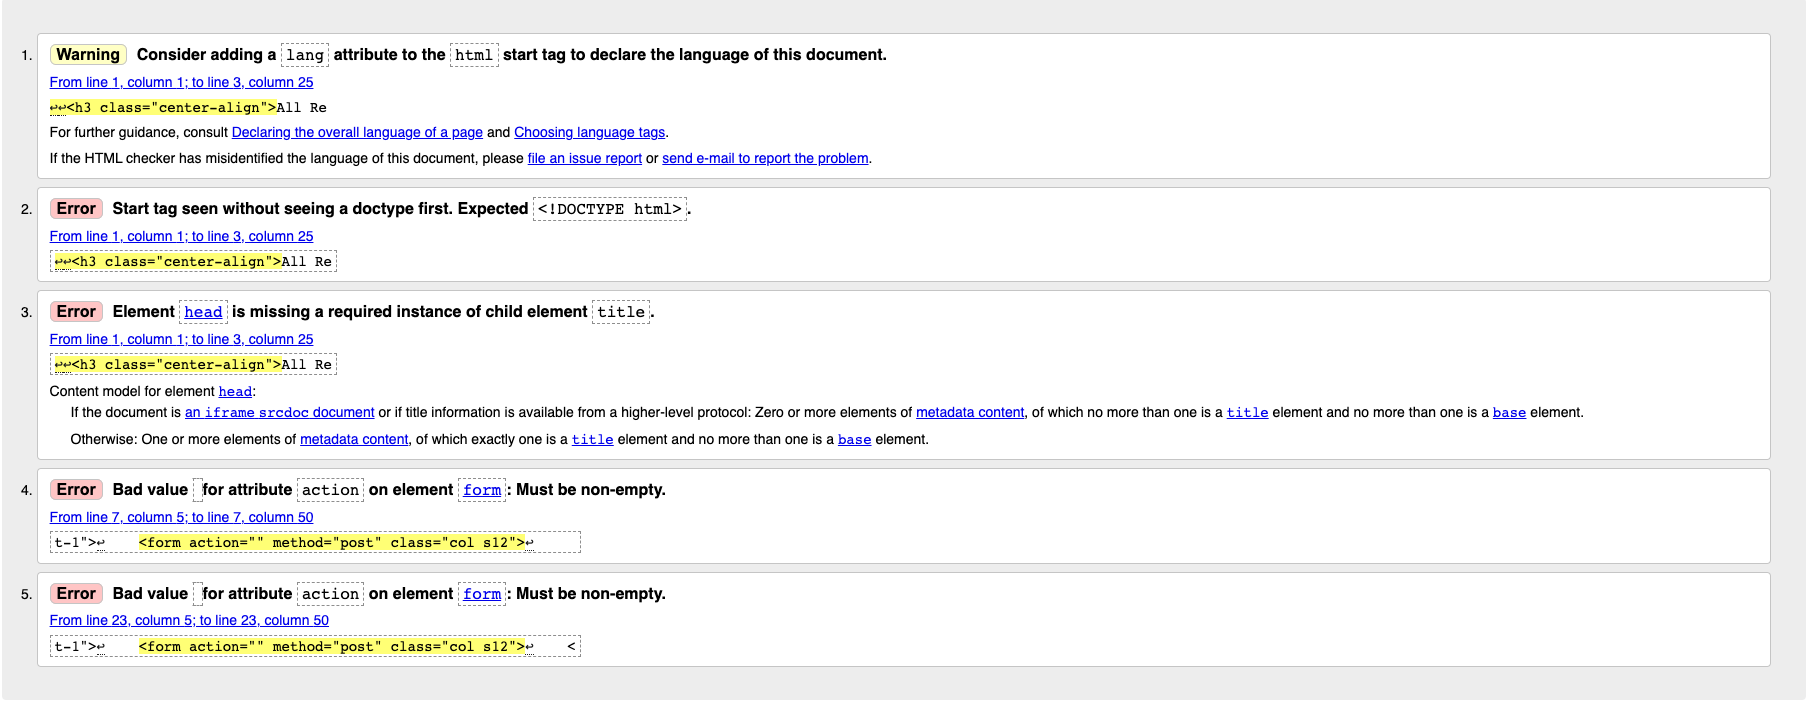 1. Warning Consider adding a lang attribute to the html start tag to declare the language of this document.
From line 1, column 1; to line 3, column 25
↩↩<h3 class="center-align">All Re
For further guidance, consult Declaring the overall language of a page and Choosing language tags.
If the HTML checker has misidentified the language of this document, please file an issue report or send e-mail to report the problem.
2. Error Start tag seen without seeing a doctype first. Expected <!DOCTYPE html>.
From line 1, column 1; to line 3, column 25
↩↩<h3 class="center-align">All Re
3. Error Element head is missing a required instance of child element title.
From line 1, column 1; to line 3, column 25
↩↩<h3 class="center-align">All Re
Content model for element head:
If the document is an iframe srcdoc document or if title information is available from a higher-level protocol: Zero or more elements of metadata content, of which no more than one is a title element and no more than one is a base element.
Otherwise: One or more elements of metadata content, of which exactly one is a title element and no more than one is a base element.
4. Error Bad value for attribute action on element form: Must be non-empty.
From line 7, column 5; to line 7, column 50
t-1">↩ <form action="" method="post" class="col s12">↩
5. Error Bad value for attribute action on element form: Must be non-empty.
From line 23, column 5; to line 23, column 50
t-1">↩ <form action="" method="post" class="col s12">↩ <